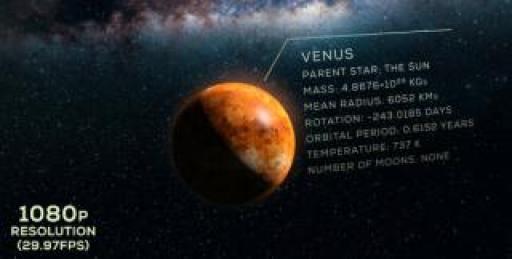 VENUS
PARENT STAR: THE SUN
MASS: 4.8676•10²⁴ KGs
MEAN RADIUS: 6052 KMs
ROTATION: -243.0185 DAYS
ORBITAL PERIOD: 0.6152 YEARS
TEMPERATURE: 737 K
NUMBER OF MOONS: NONE
1080P
RESOLUTION
(29.97FPS)